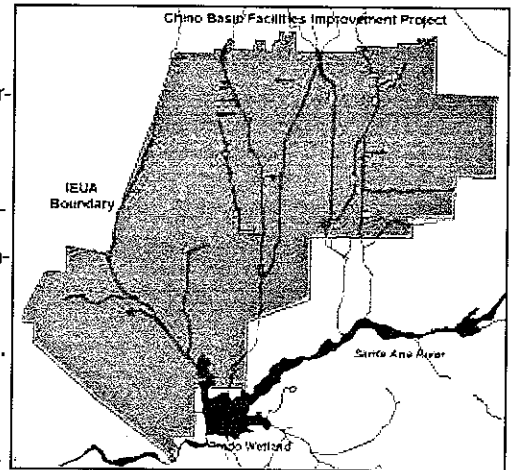 Chino Basin Facilities Improvement Project
IEUA
Boundary
Santa Ana River
Prado Wetland